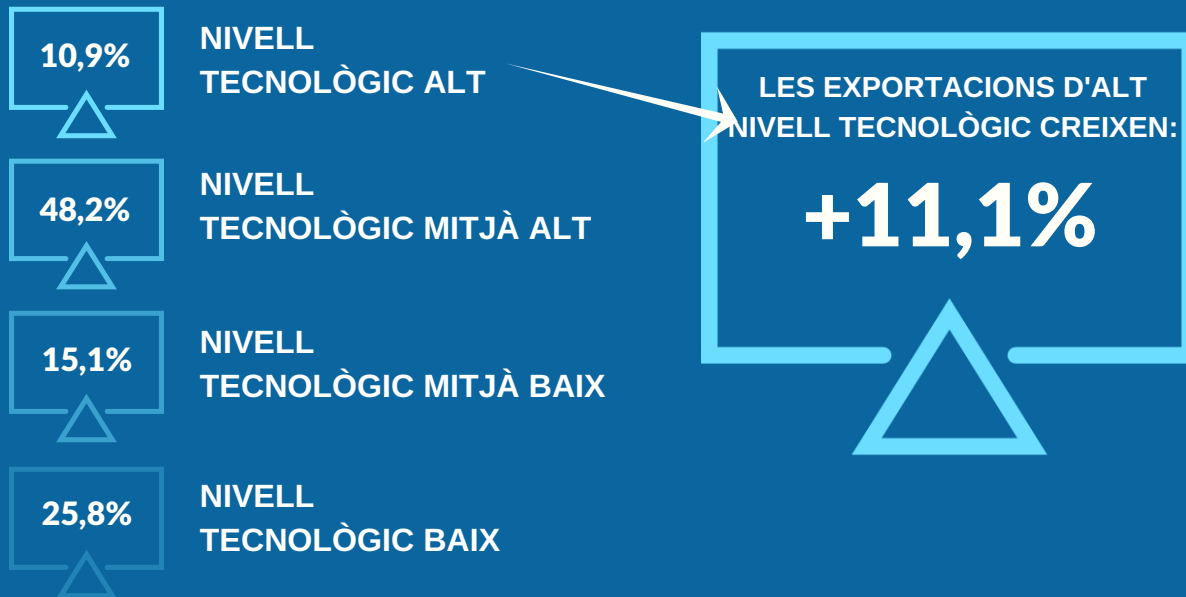 10,9%
NIVELL
TECNOLÒGIC ALT
48,2%
NIVELL
TECNOLÒGIC MITJÀ ALT
15,1%
NIVELL
TECNOLÒGIC MITJÀ BAIX
25,8%
NIVELL
TECNOLÒGIC BAIX
LES EXPORTACIONS D'ALT
NIVELL TECNOLÒGIC CREIXEN:
+11,1%